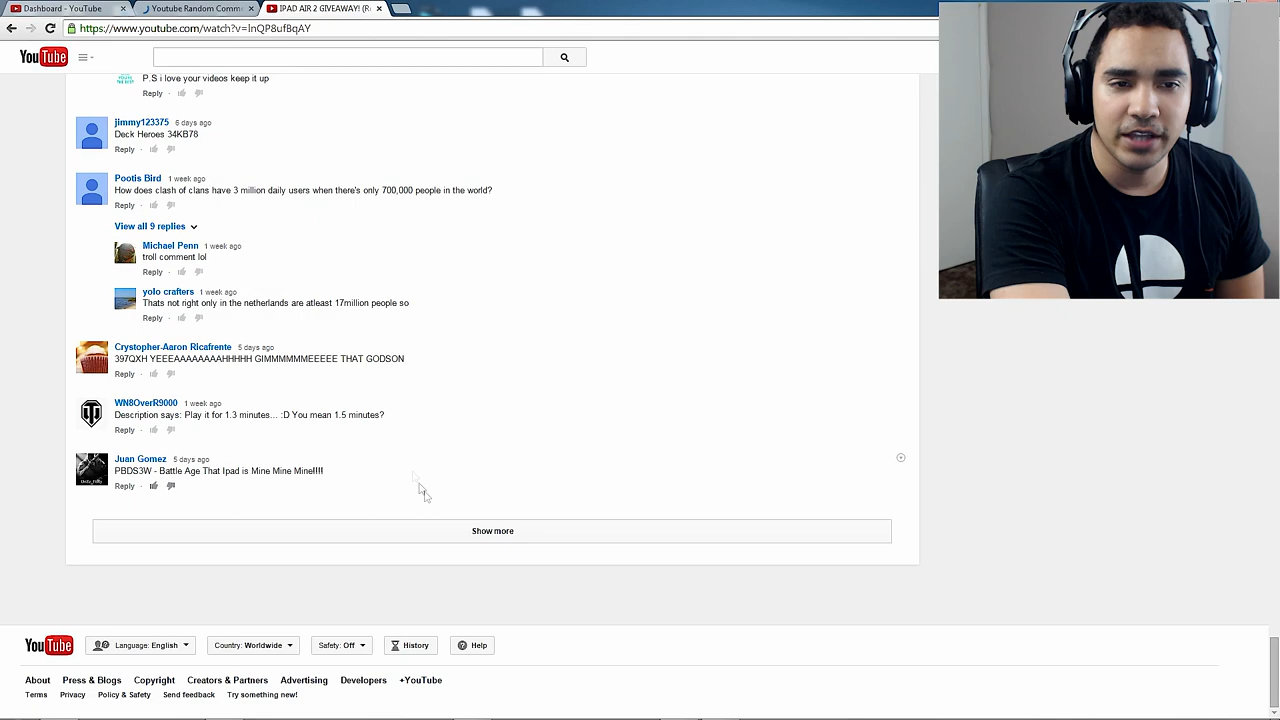 Dashboard - YouTube
Youtube Random Comm
IPAD AIR 2 GIVEAWAY! (R
https://www.youtube.com/watch?v=InQP8ufBqAY
YouTube
P.S i love your videos keep it up
Reply
jimmy123375 6 days ago
Deck Heroes 34KB78
Reply
Pootis Bird 1 week ago
How does clash of clans have 3 million daily users when there's only 700,000 people in the world?
Reply
View all 9 replies
Michael Penn 1 week ago
troll comment lol
Reply
yolo crafters 1 week ago
Thats not right only in the netherlands are atleast 17million people so
Reply
Crystopher-Aaron Ricafrente 5 days ago
397QXH YEEEAAAAAAAAHHHHH GIMMMMMMEEEEE THAT GODSON
Reply
WN8OverR9000 1 week ago
Description says: Play it for 1.3 minutes... :D You mean 1.5 minutes?
Reply
Juan Gomez 5 days ago
PBDS3W - Battle Age That Ipad is Mine Mine Mine!!!!
Reply
Show more
YouTube Language: English Country: Worldwide Safety: Off History Help
About Press & Blogs Copyright Creators & Partners Advertising Developers +YouTube
Terms Privacy Policy & Safety Send feedback Try something new!